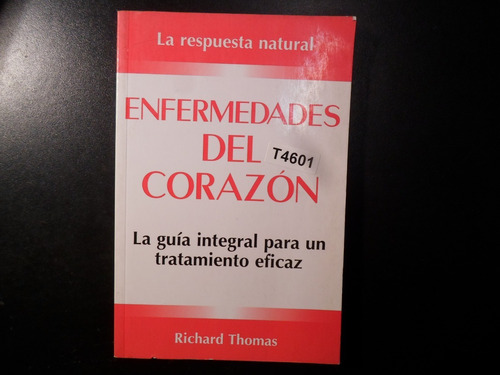 La respuesta natural
ENFERMEDADES
DEL
T4601
CORAZÓN
La guía integral para un
tratamiento eficaz
Richard Thomas